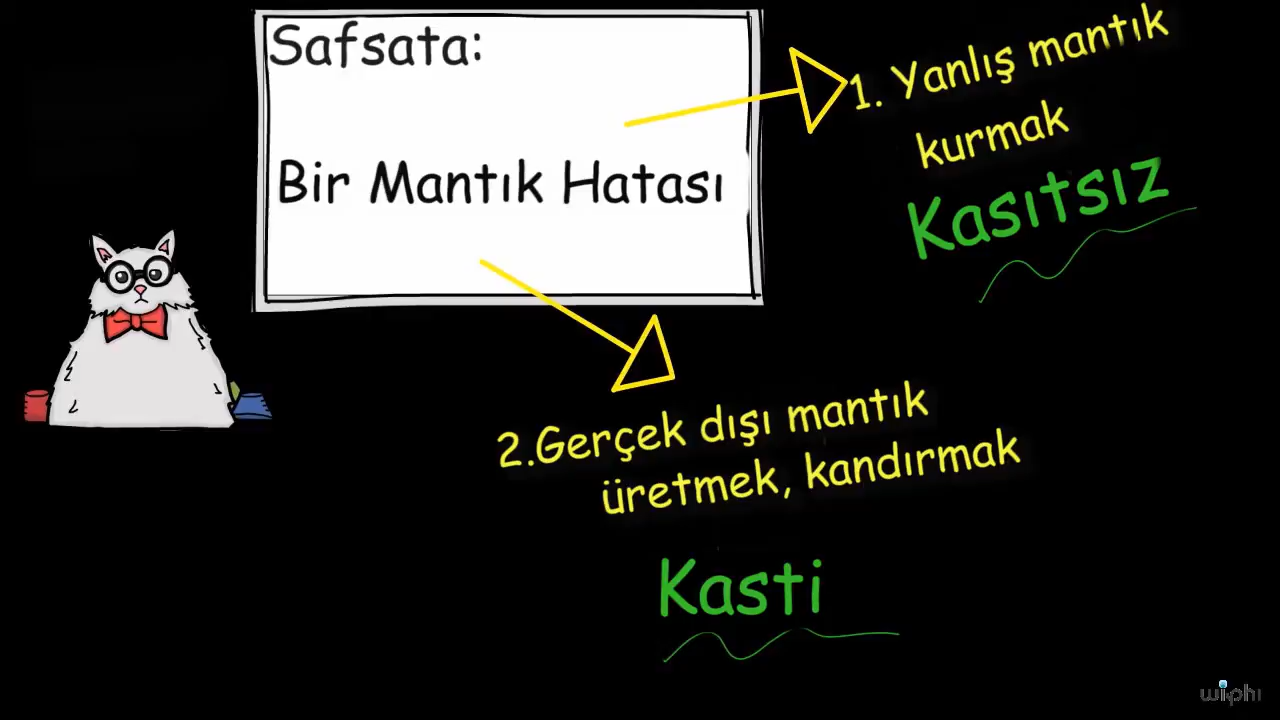 Safsata:
Bir Mantık Hatası
1. Yanlış mantık
kurmak
Kasıtsız
2.Gerçek dışı mantık
üretmek, kandırmak
Kasti
wiphi